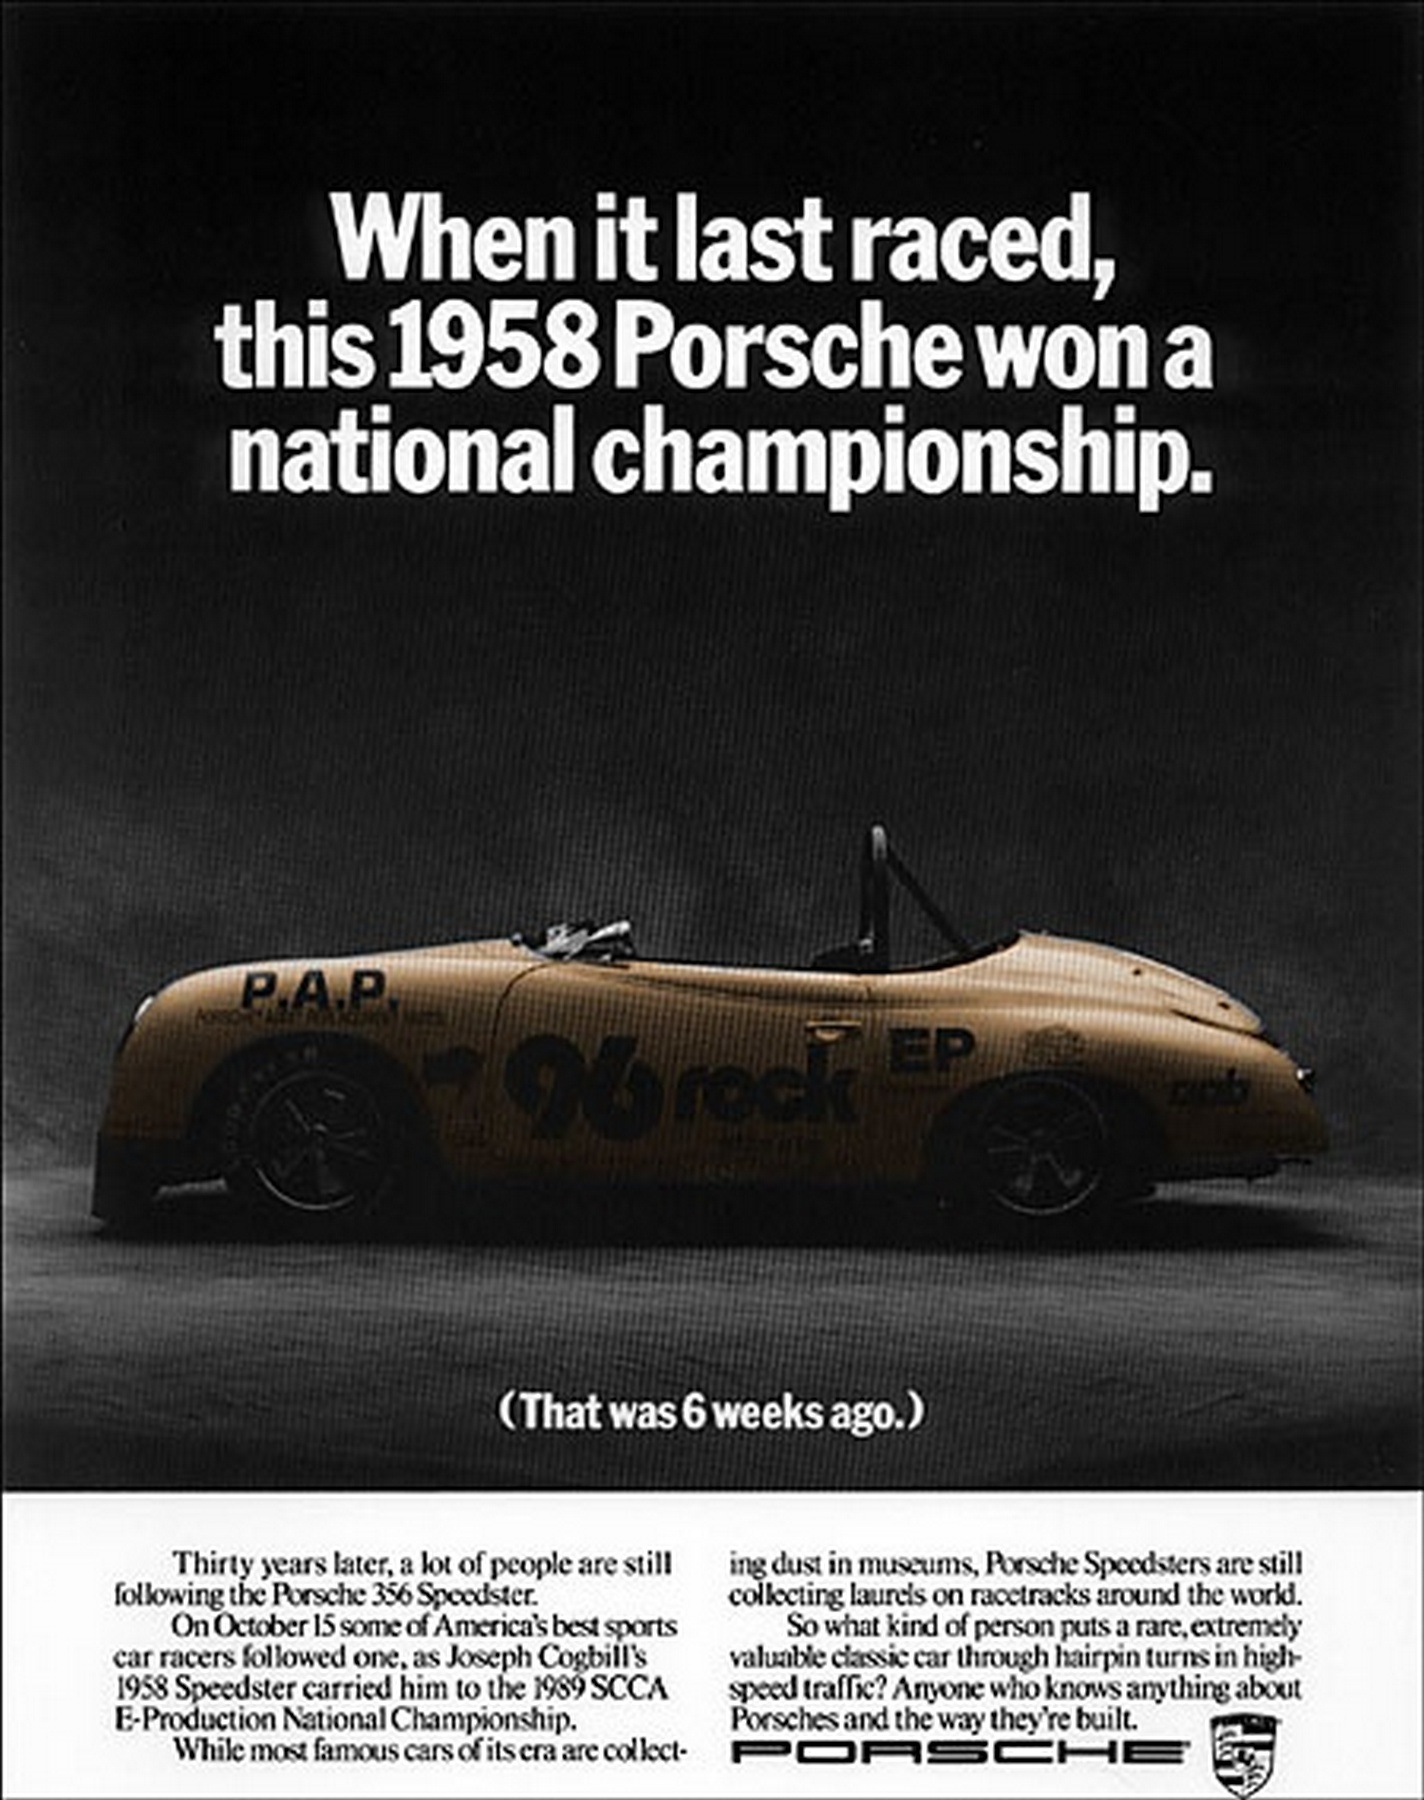 When it last raced,
this 1958 Porsche won a
national championship.
P.A.P.
96 rock
EP
(That was 6 weeks ago.)
Thirty years later, a lot of people are still
following the Porsche 356 Speedster.
On October 15 some of America's best sports
car racers followed one, as Joseph Cogbill's
1958 Speedster carried him to the 1989 SCCA
E-Production National Championship.
While most famous cars of its era are collect-
ing dust in museums, Porsche Speedsters are still
collecting laurels on racetracks around the world.
So what kind of person puts a rare, extremely
valuable classic car through hairpin turns in high-
speed traffic? Anyone who knows anything about
Porsches and the way they're built.
PORSCHE